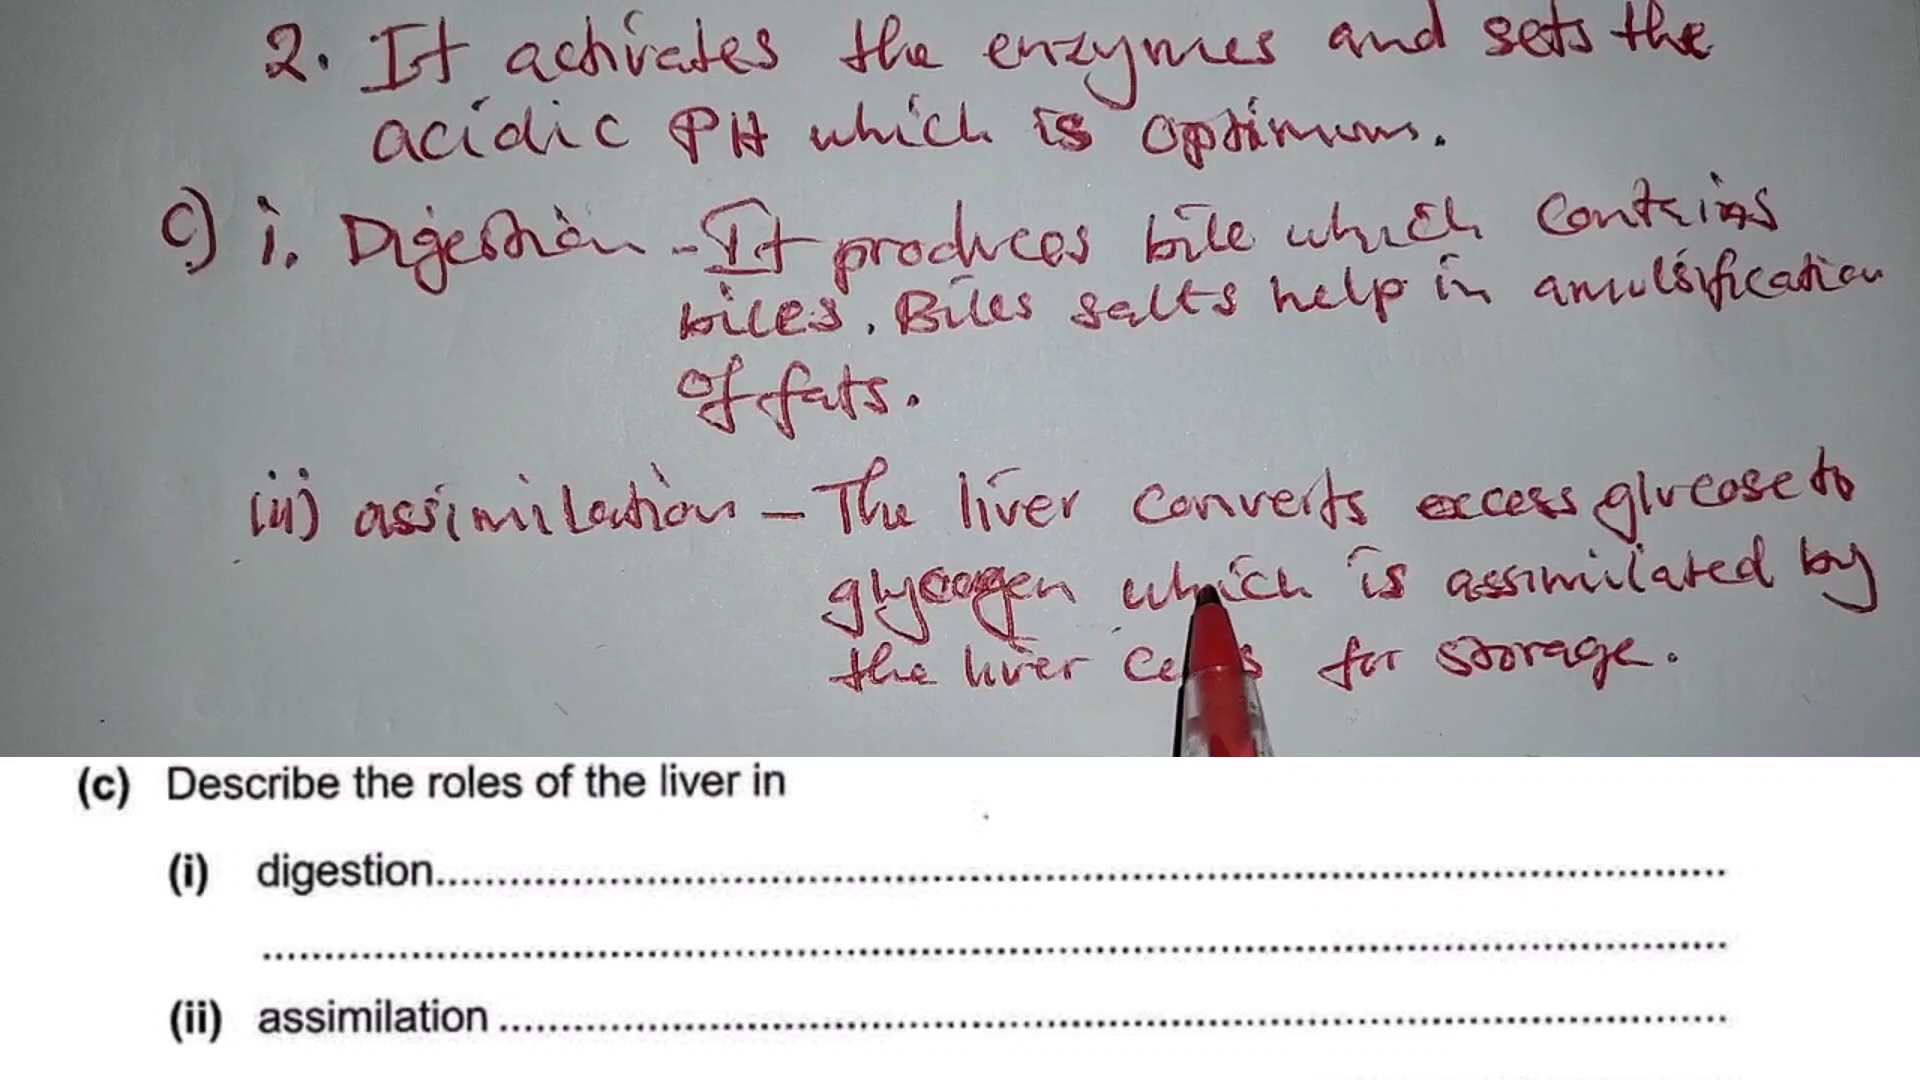 2. It activates the enzymes and sets the
acidic PH which is optimum.
c) i. Digestion - It produces bile which contains
biles. Biles salts help in amulsification
of fats.
(ii) assimilation - The liver converts excess glucose to
glycogen which is assimilated by
the liver for storage.
(c) Describe the roles of the liver in
(i) digestion..........................................................................................
..........................................................................................
(ii) assimilation ..........................................................................................